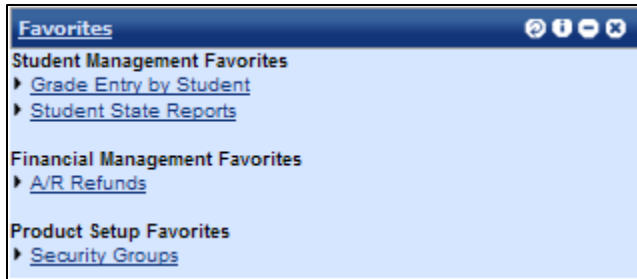 Favorites
Student Management Favorites
Grade Entry by Student
Student State Reports
Financial Management Favorites
A/R Refunds
Product Setup Favorites
Security Groups